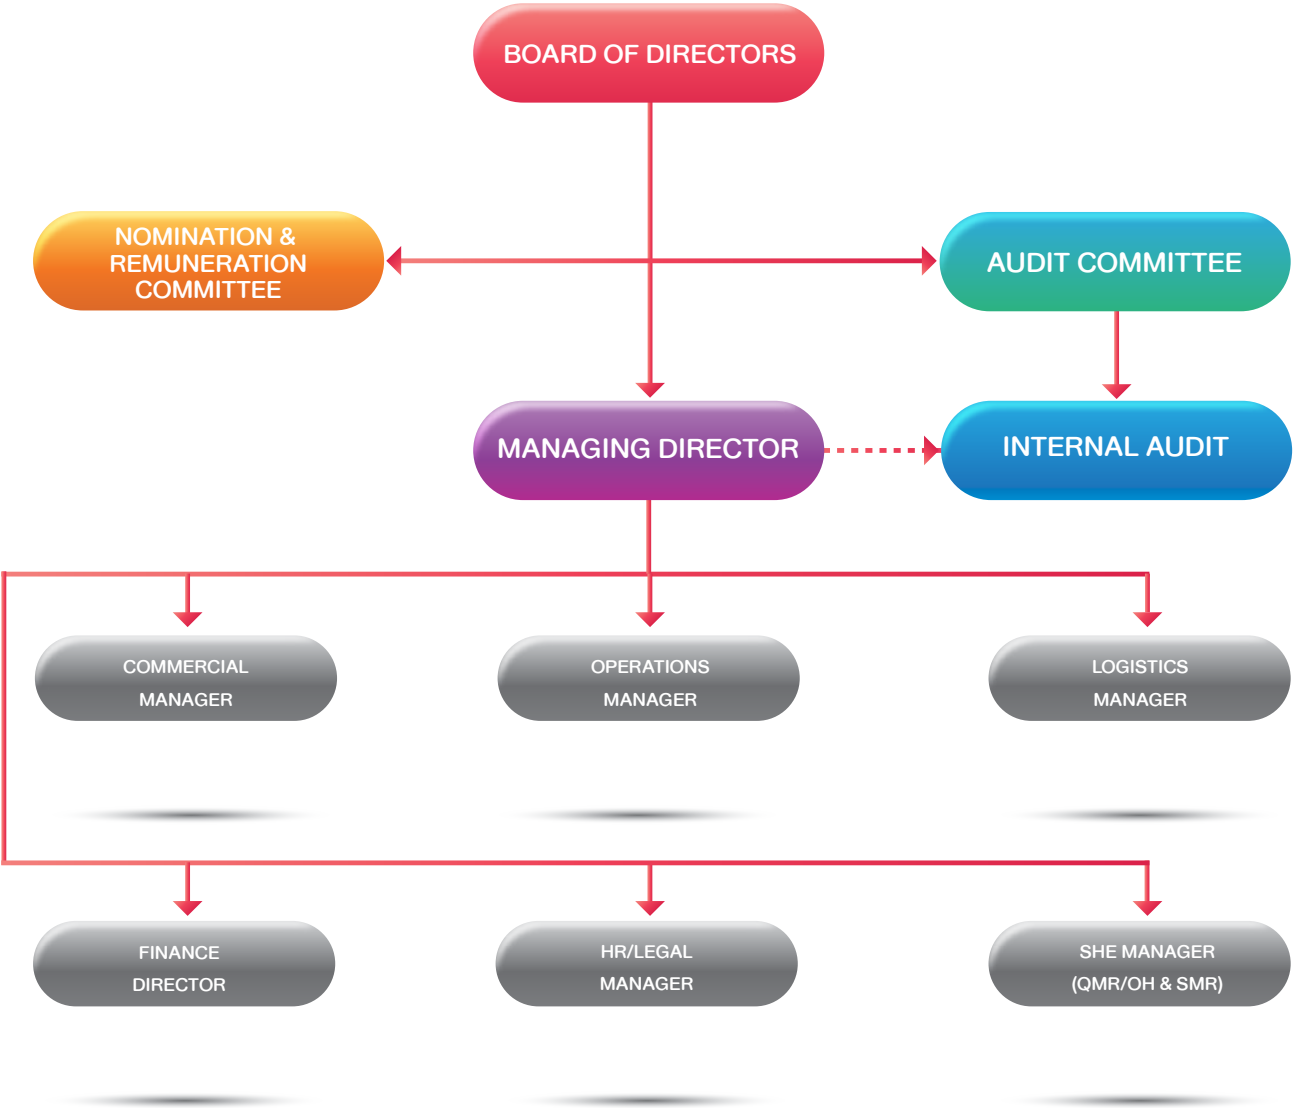 BOARD OF DIRECTORS
NOMINATION &
REMUNERATION
COMMITTEE
AUDIT COMMITTEE
MANAGING DIRECTOR
INTERNAL AUDIT
COMMERCIAL
MANAGER
OPERATIONS
MANAGER
LOGISTICS
MANAGER
FINANCE
DIRECTOR
HR/LEGAL
MANAGER
SHE MANAGER
(QMR/OH & SMR)